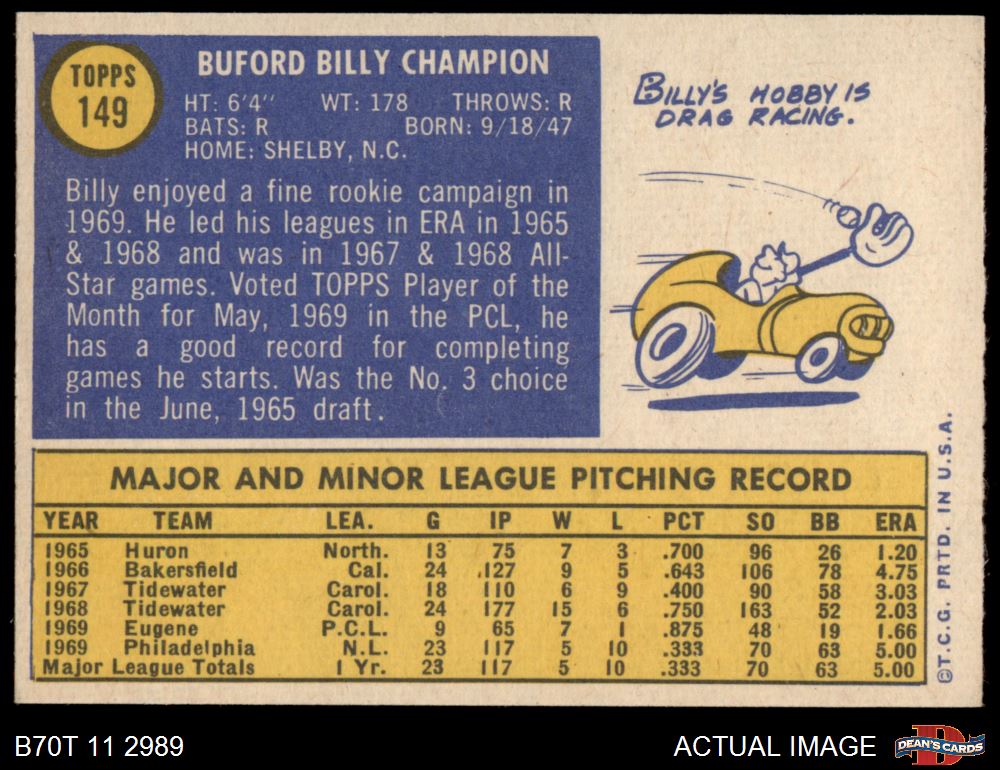 TOPPS
149
BUFORD BILLY CHAMPION
HT: 6'4" WT: 178 THROWS: R
BATS: R BORN: 9/18/47
HOME: SHELBY, N.C.
Billy enjoyed a fine rookie campaign in
1969. He led his leagues in ERA in 1965
& 1968 and was in 1967 & 1968 All-
Star games. Voted TOPPS Player of the
Month for May, 1969 in the PCL, he
has a good record for completing
games he starts. Was the No. 3 choice
in the June, 1965 draft.
BILLY'S HOBBY IS
DRAG RACING.
MAJOR AND MINOR LEAGUE PITCHING RECORD
YEAR TEAM LEA. G IP W L PCT SO BB ERA
1965 Huron North. 13 75 7 3 .700 96 26 1.20
1966 Bakersfield Cal. 24 127 9 5 .643 106 78 4.75
1967 Tidewater Carol. 18 110 6 9 .400 90 58 3.03
1968 Tidewater Carol. 24 177 15 6 .750 163 52 2.03
1969 Eugene P.C.L. 9 65 7 1 .875 48 19 1.66
1969 Philadelphia N.L. 23 117 5 10 .333 70 63 5.00
Major League Totals 1 Yr. 23 117 5 10 .333 70 63 5.00
©T.C.G. PRTD. IN U.S.A.
B70T 11 2989
ACTUAL IMAGE
D
DEAN'S CARDS